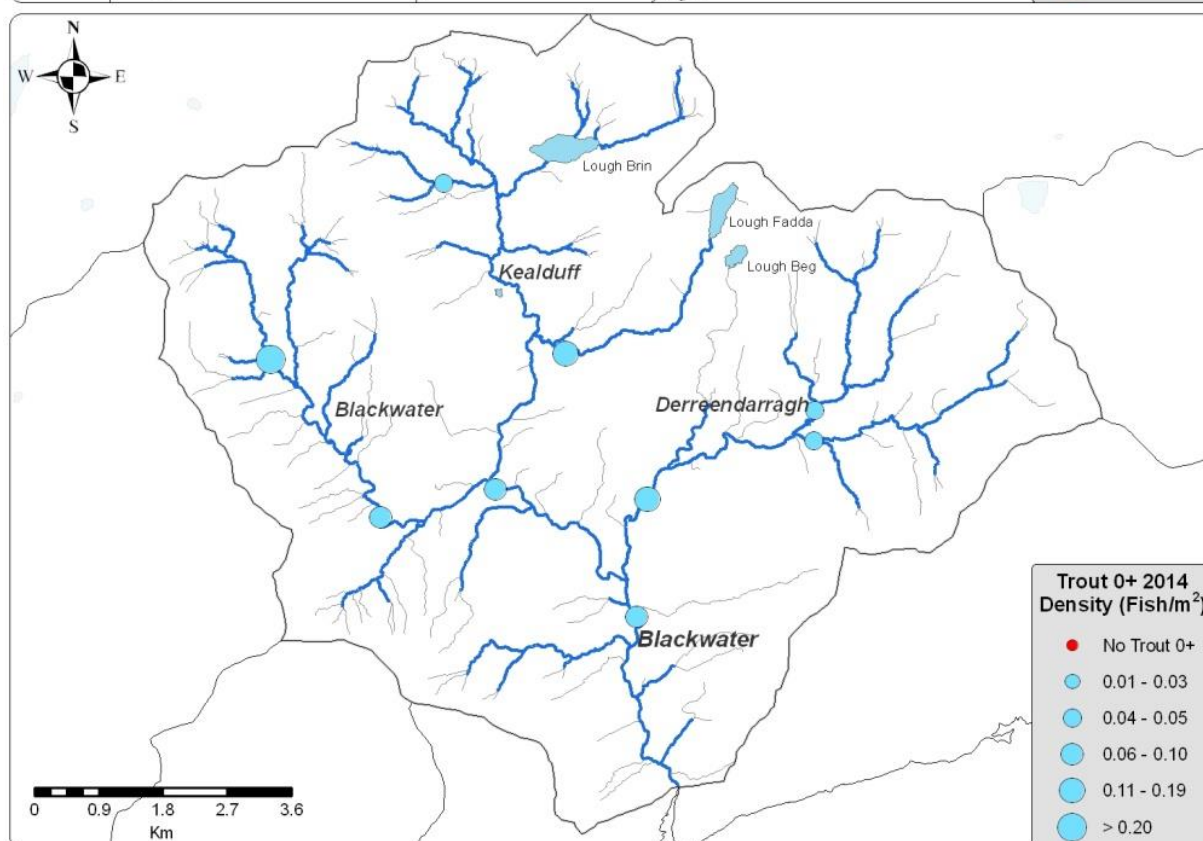 N
W E
S
Lough Brin
Lough Fadda
Lough Beg
Kealduff
Blackwater
Derreendarragh
Blackwater
0 0.9 1.8 2.7 3.6
Km
Trout 0+ 2014
Density (Fish/m²)
No Trout 0+
0.01 - 0.03
0.04 - 0.05
0.06 - 0.10
0.11 - 0.19
> 0.20